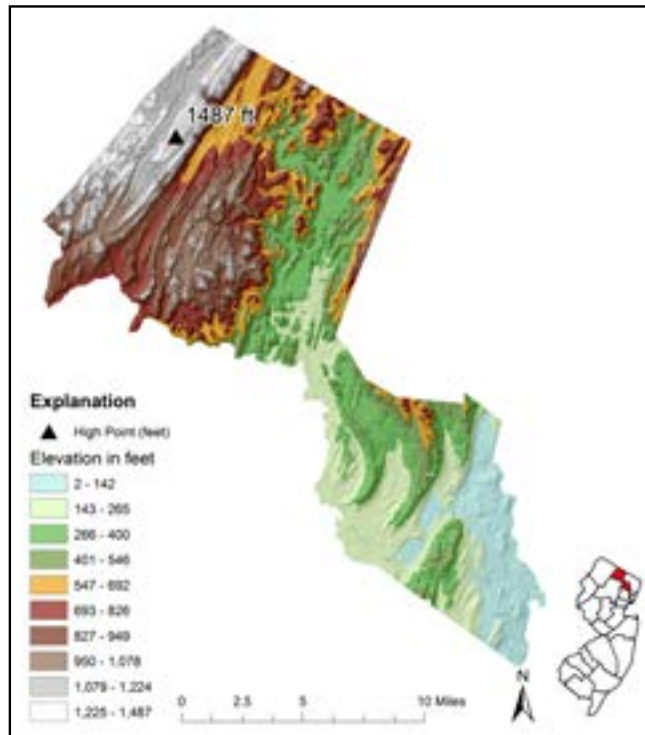 1487 ft
Explanation
High Point (feet)
Elevation in feet
2 - 142
143 - 265
266 - 400
401 - 546
547 - 692
693 - 826
827 - 949
950 - 1,078
1,079 - 1,224
1,225 - 1,487
0 2.5 5 10 Miles
N